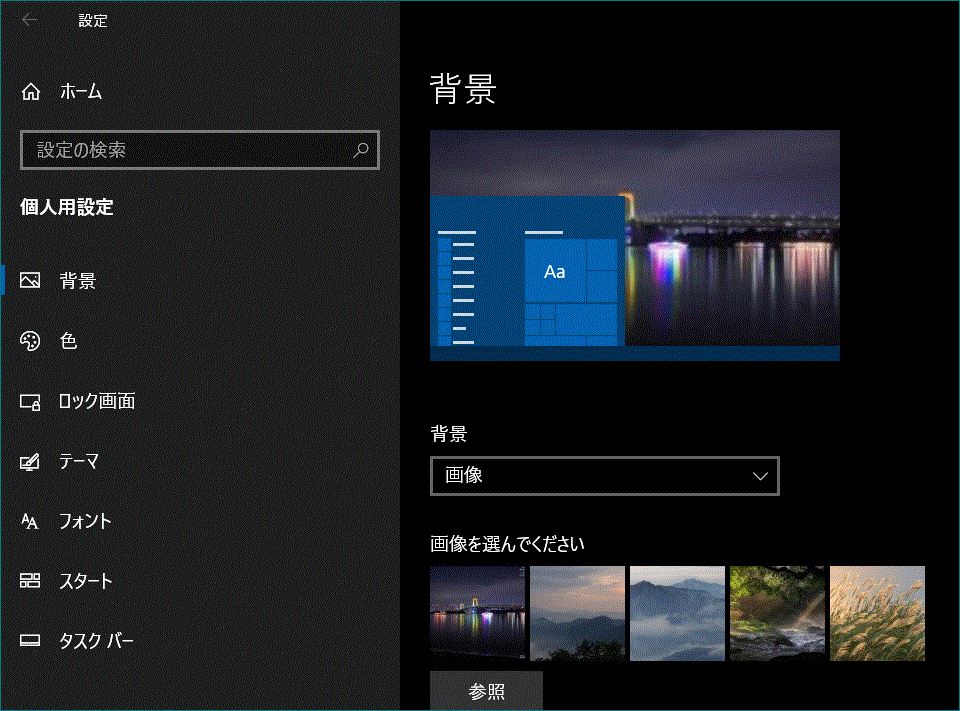 設定
ホーム
設定の検索
個人用設定
背景
色
ロック画面
テーマ
フォント
スタート
タスク バー
背景
Aa
背景
画像
画像を選んでください
参照